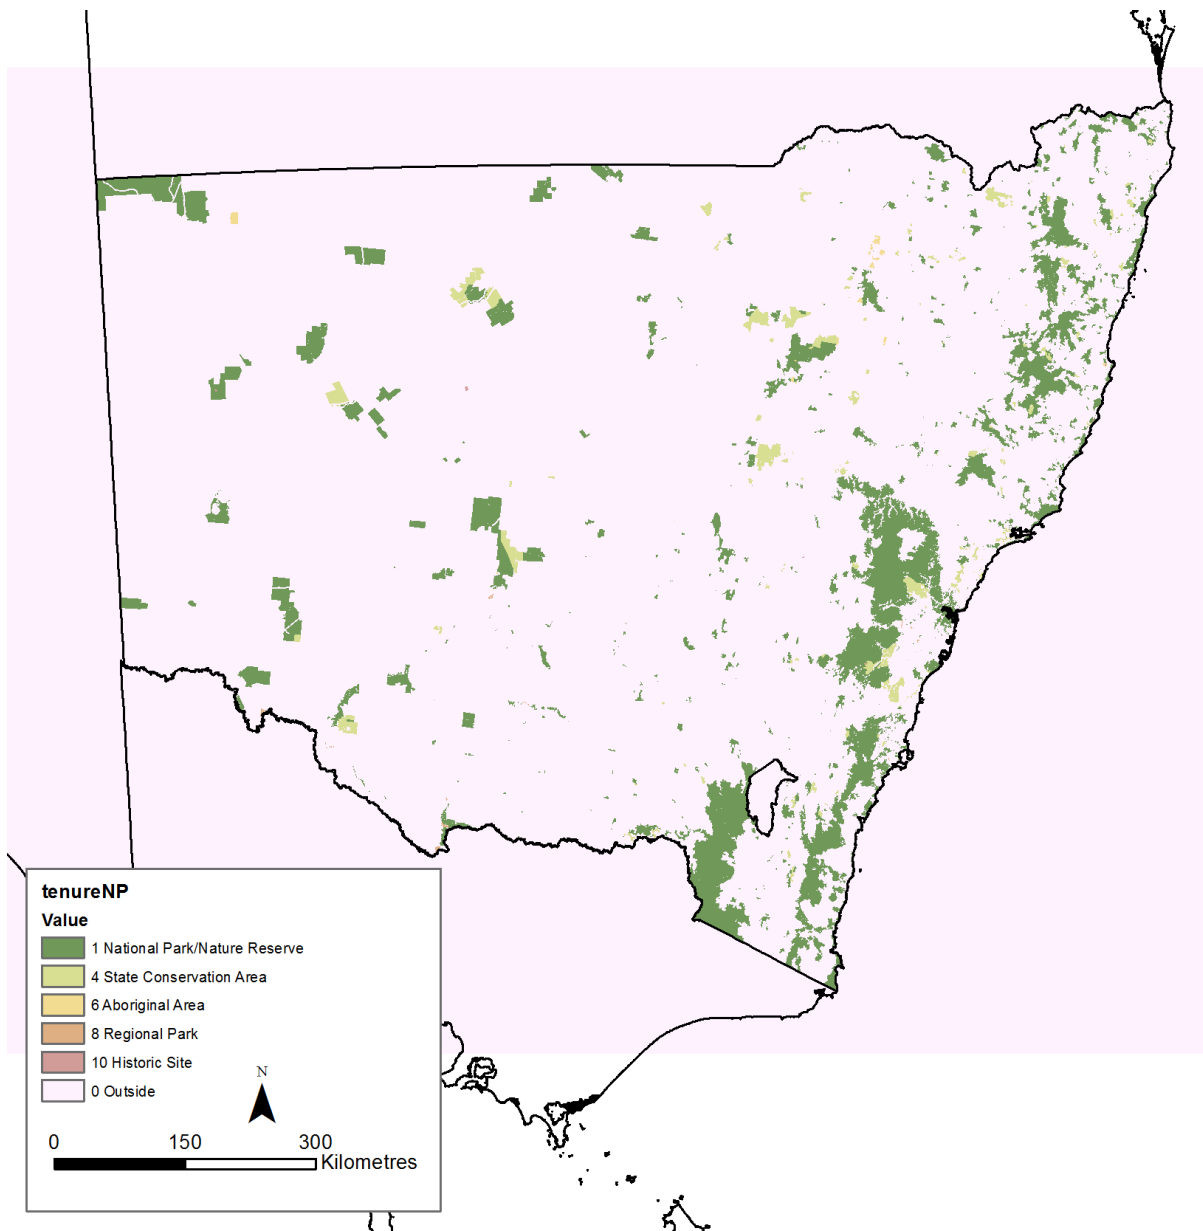 tenureNP
Value
1 National Park/Nature Reserve
4 State Conservation Area
6 Aboriginal Area
8 Regional Park
10 Historic Site
0 Outside
N
0 150 300
Kilometres